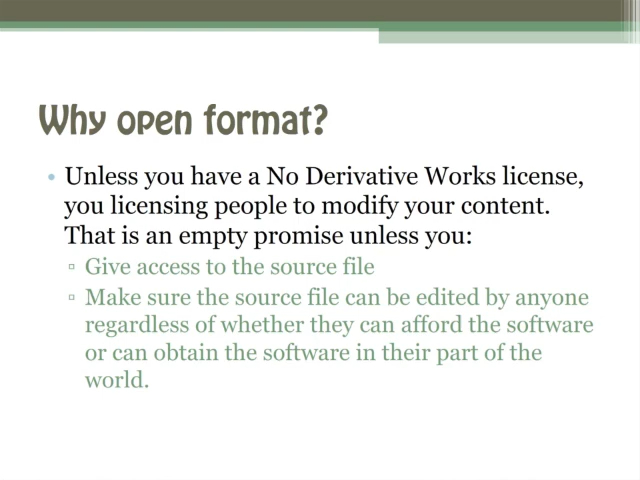 Why open format?
• Unless you have a No Derivative Works license,
you licensing people to modify your content.
That is an empty promise unless you:
▫ Give access to the source file
▫ Make sure the source file can be edited by anyone
regardless of whether they can afford the software
or can obtain the software in their part of the
world.